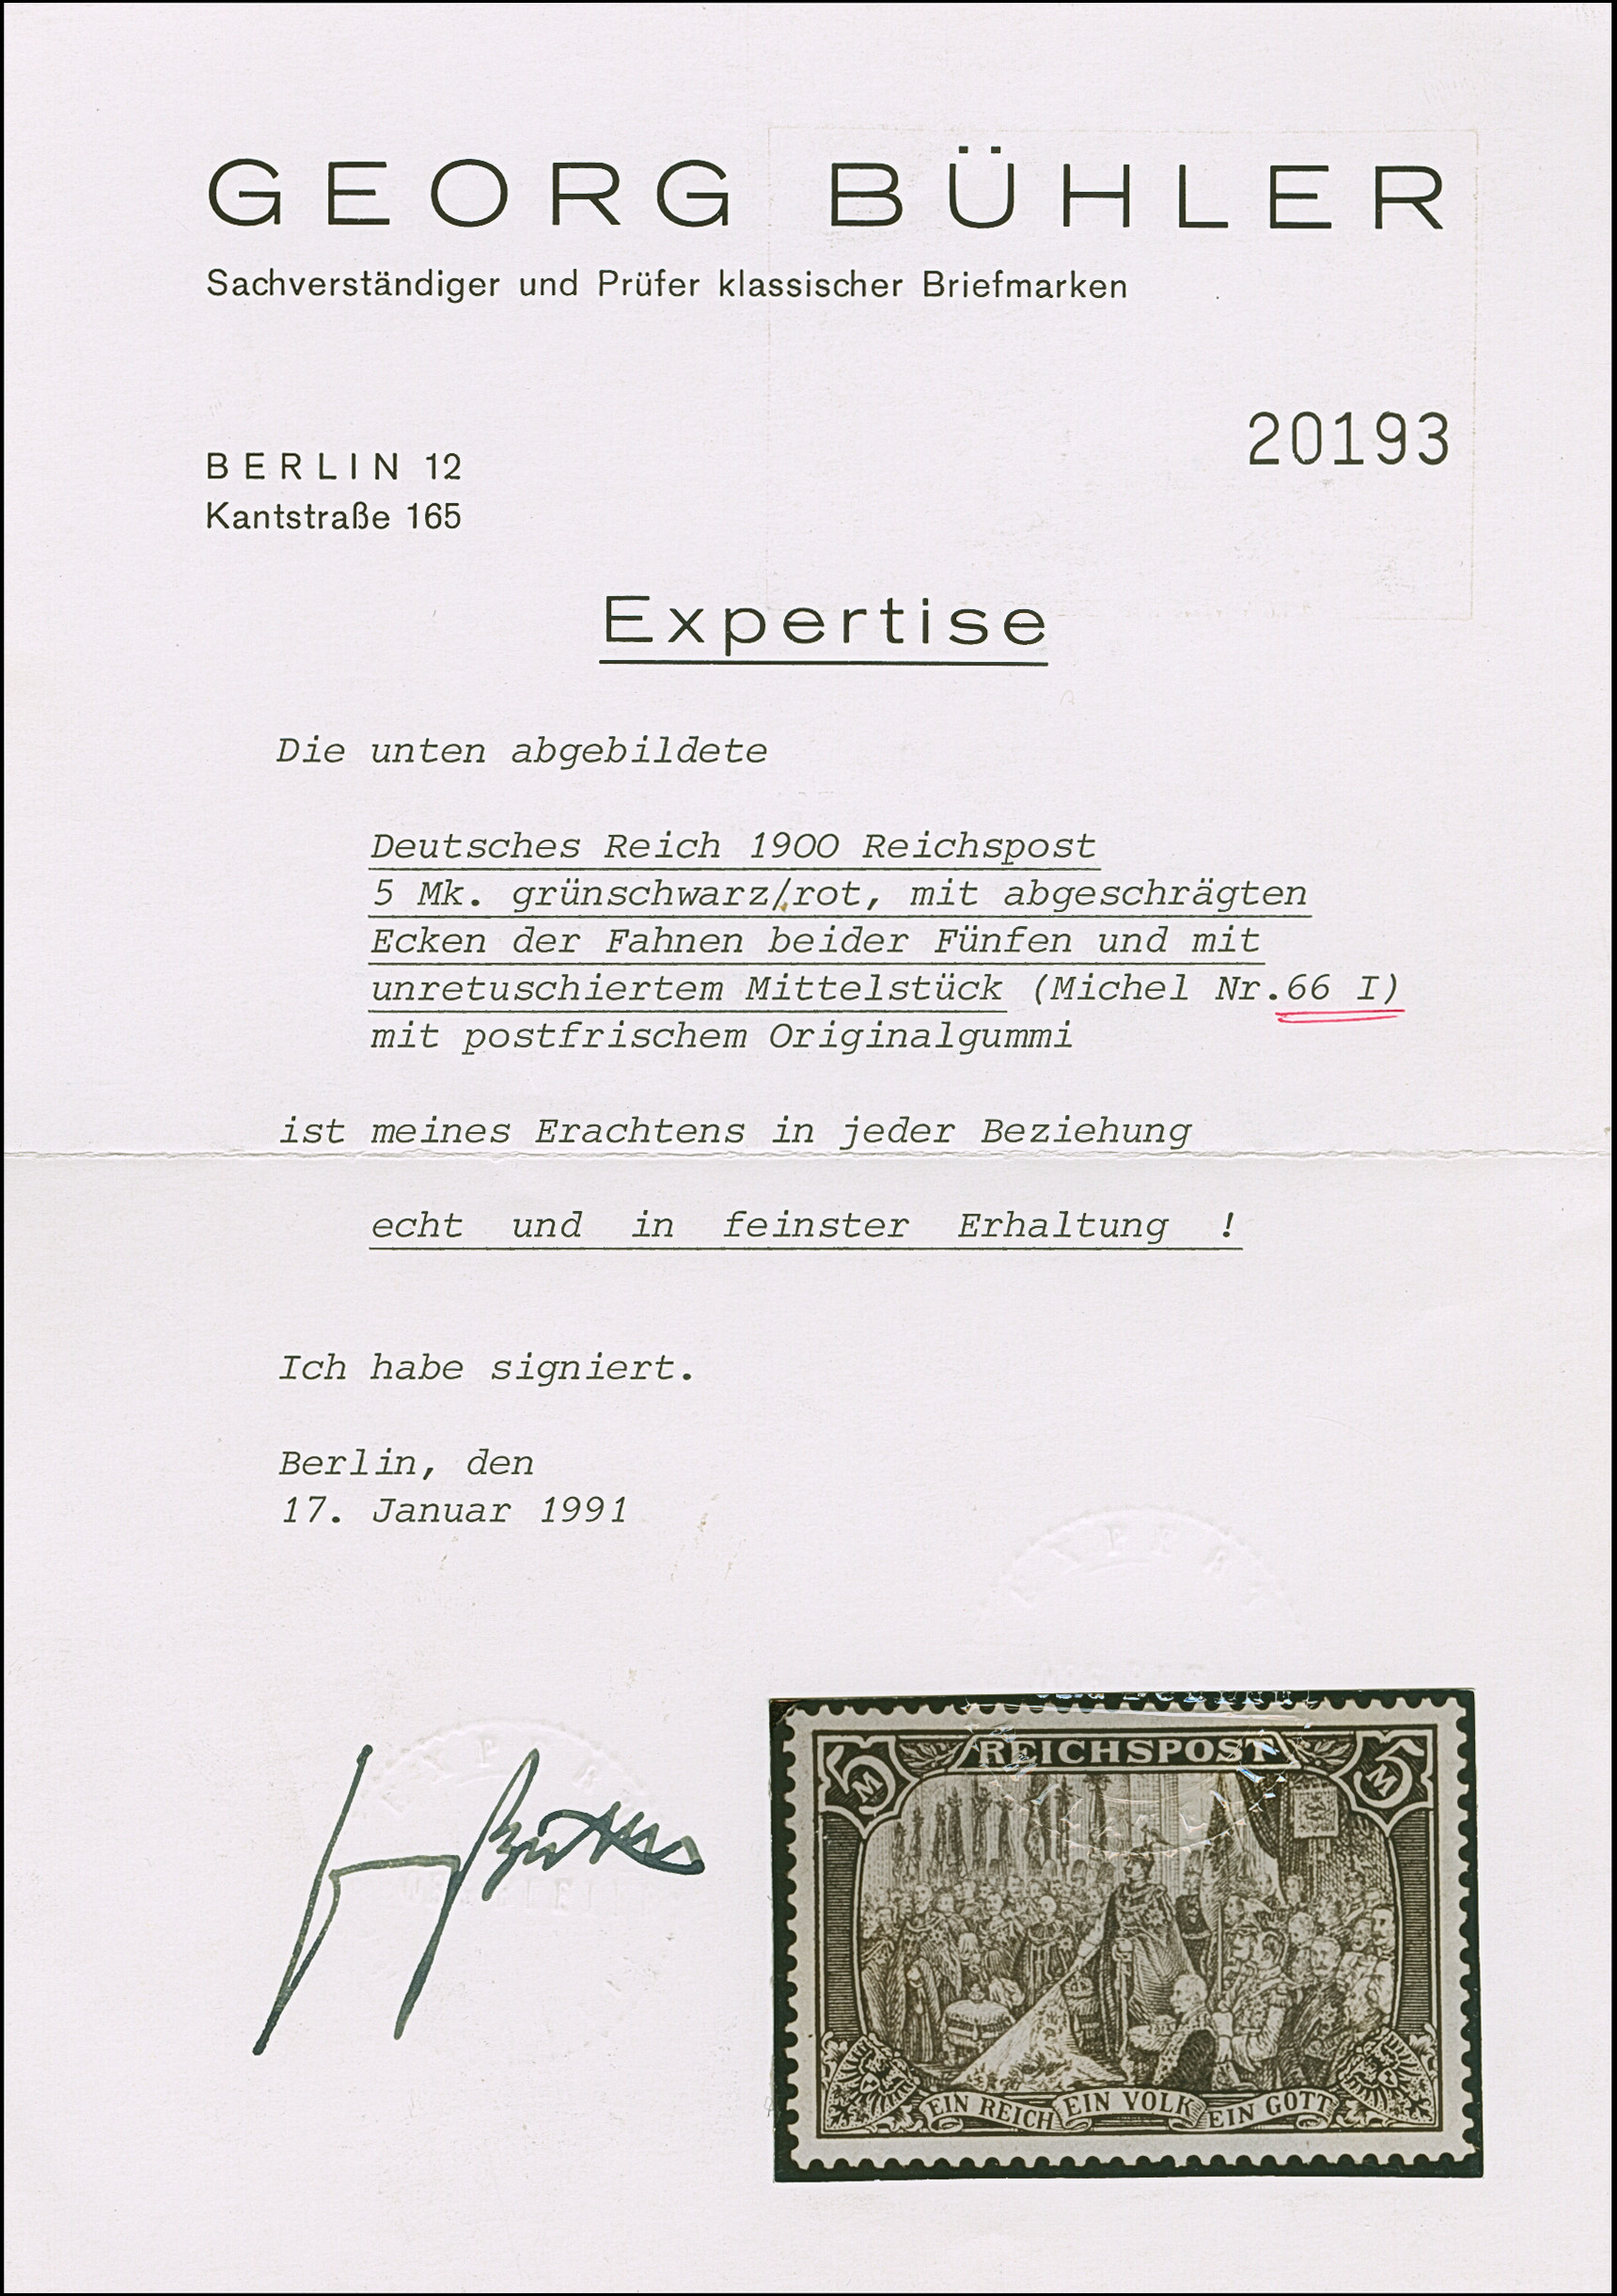 GEORG BÜHLER
Sachverständiger und Prüfer klassischer Briefmarken
20193
BERLIN 12
Kantstraße 165
Expertise
Die unten abgebildete
Deutsches Reich 1900 Reichspost
5 Mk. grünschwarz/rot, mit abgeschrägten
Ecken der Fahnen beider Fünfen und mit
unretuschiertem Mittelstück (Michel Nr.66 I)
mit postfrischem Originalgummi
ist meines Erachtens in jeder Beziehung
echt und in feinster Erhaltung !
Ich habe signiert.
Berlin, den
17. Januar 1991
5 M REICHSPOST 5 M
EIN REICH EIN VOLK EIN GOTT